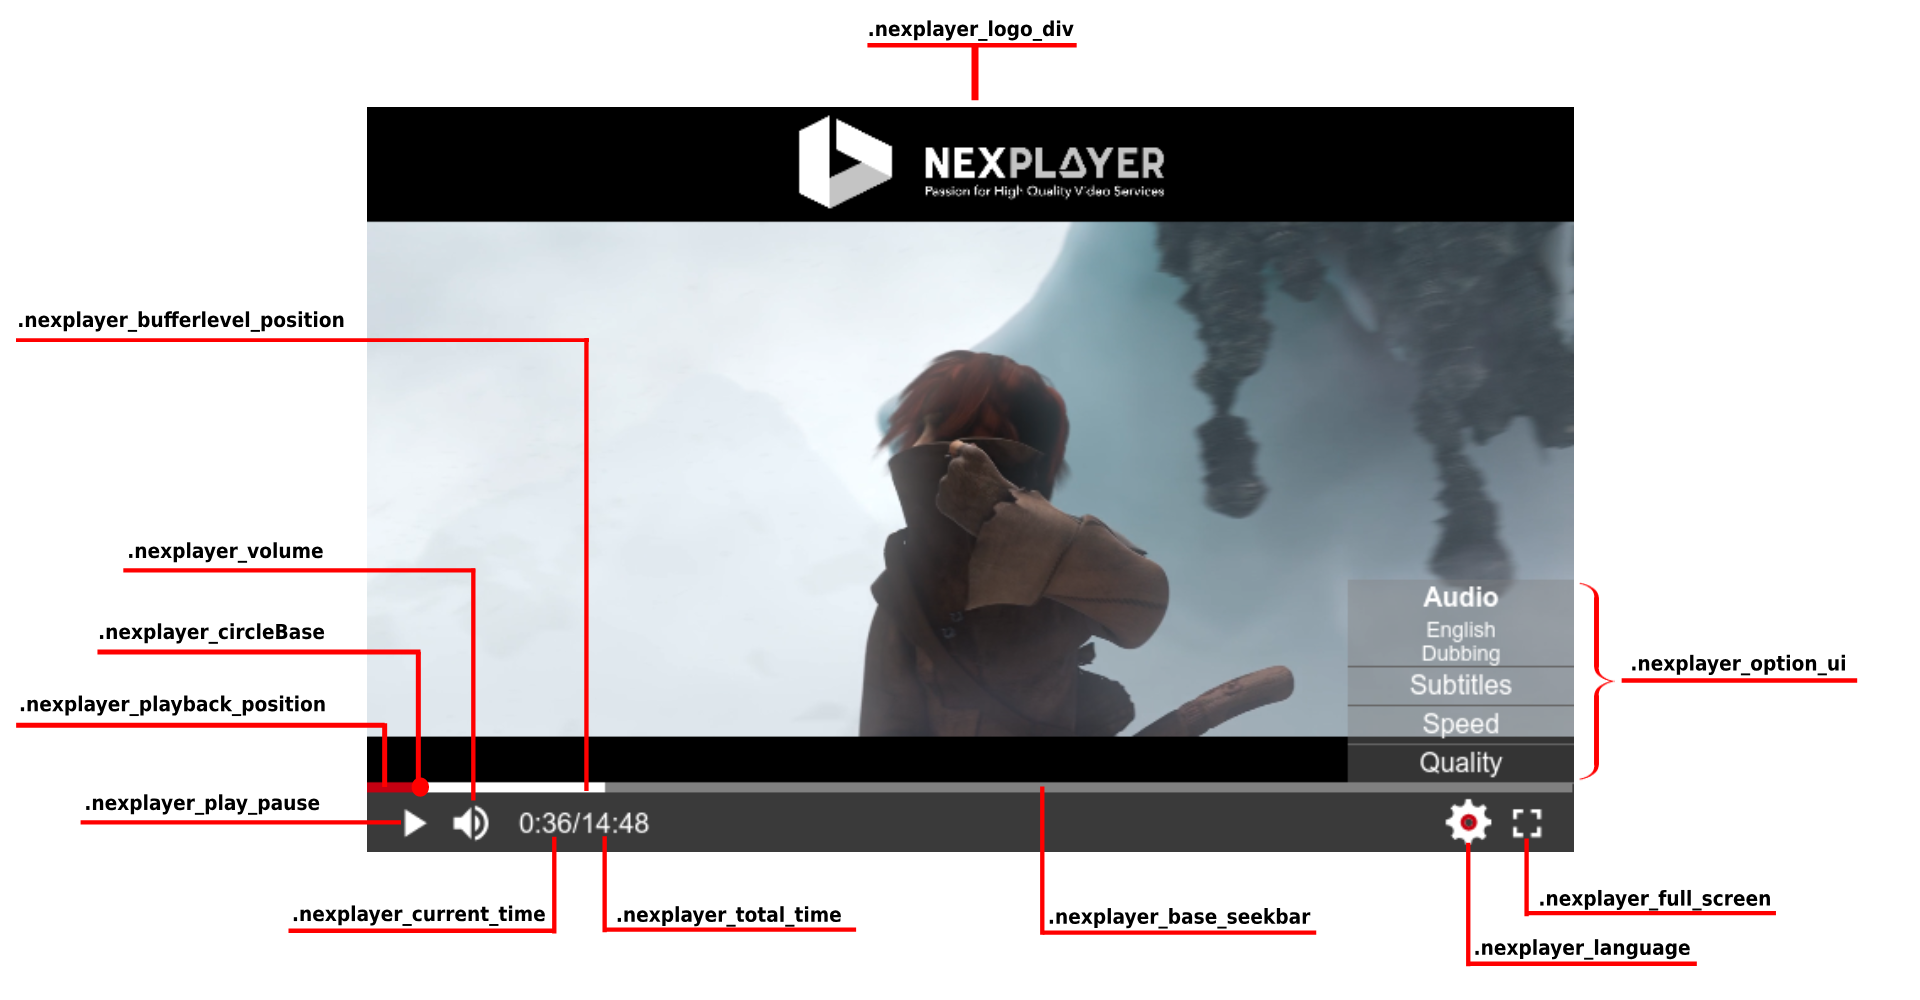 .nexplayer_logo_div
NEXPLAYER
Passion for High Quality Video Services
.nexplayer_bufferlevel_position
.nexplayer_volume
.nexplayer_circleBase
.nexplayer_playback_position
.nexplayer_play_pause
Audio
English
Dubbing
Subtitles
Speed
Quality
.nexplayer_option_ui
0:36/14:48
.nexplayer_current_time
.nexplayer_total_time
.nexplayer_base_seekbar
.nexplayer_full_screen
.nexplayer_language